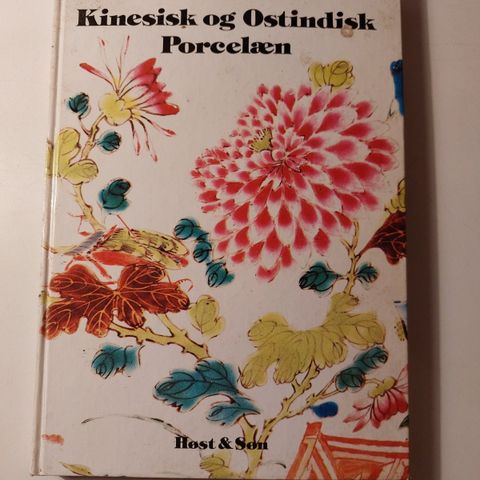 Kinesisk og Ostindisk
Porcelæn
Høst & Søn